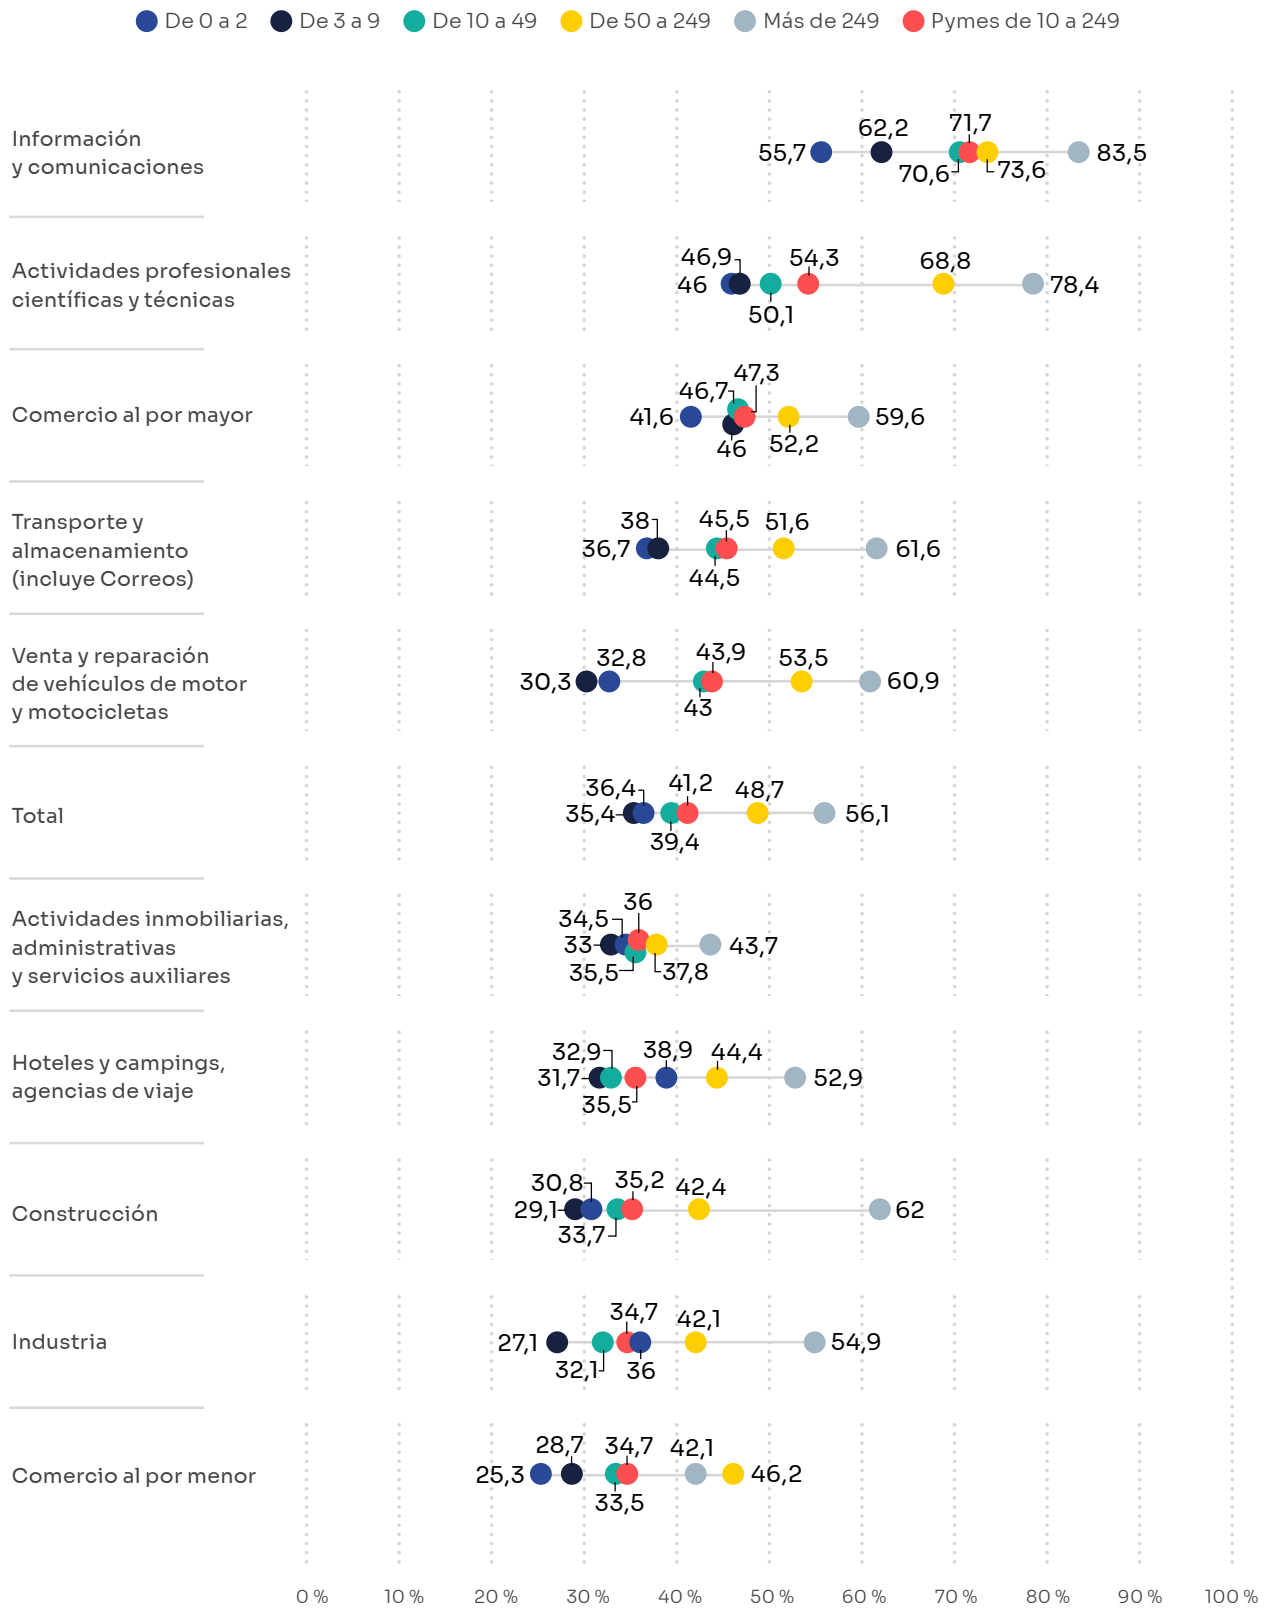 De 0 a 2 De 3 a 9 De 10 a 49 De 50 a 249 Más de 249 Pymes de 10 a 249
Información
y comunicaciones
55,7 62,2 70,6 71,7 73,6 83,5
Actividades profesionales
científicas y técnicas
46 46,9 50,1 54,3 68,8 78,4
Comercio al por mayor
41,6 46,7 46 47,3 52,2 59,6
Transporte y
almacenamiento
(incluye Correos)
36,7 38 44,5 45,5 51,6 61,6
Venta y reparación
de vehículos de motor
y motocicletas
30,3 32,8 43 43,9 53,5 60,9
Total
35,4 36,4 39,4 41,2 48,7 56,1
Actividades inmobiliarias,
administrativas
y servicios auxiliares
33 34,5 35,5 36 37,8 43,7
Hoteles y campings,
agencias de viaje
31,7 32,9 35,5 38,9 44,4 52,9
Construcción
29,1 30,8 33,7 35,2 42,4 62
Industria
27,1 32,1 34,7 36 42,1 54,9
Comercio al por menor
25,3 28,7 33,5 34,7 42,1 46,2
0 % 10 % 20 % 30 % 40 % 50 % 60 % 70 % 80 % 90 % 100 %